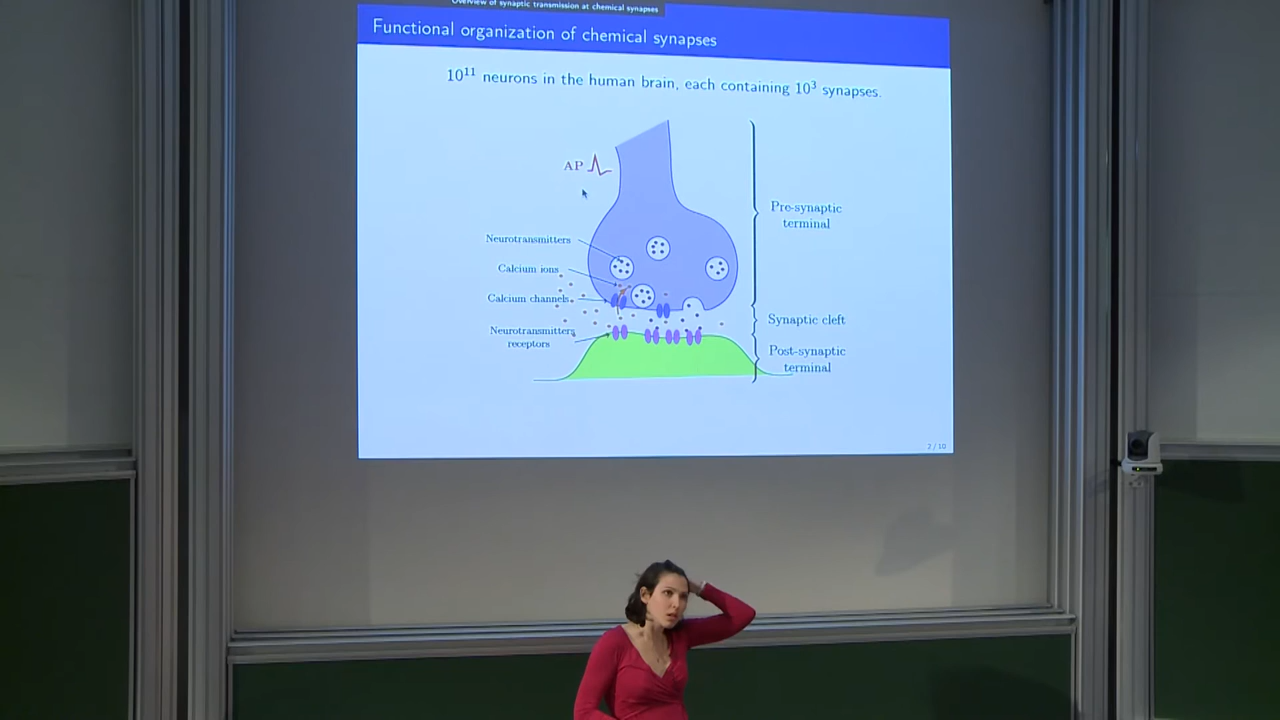 Overview of synaptic transmission at chemical synapses
Functional organization of chemical synapses
10¹¹ neurons in the human brain, each containing 10³ synapses.
AP
Pre-synaptic
terminal
Neurotransmitters
Calcium ions
Calcium channels
Neurotransmitters
receptors
Synaptic cleft
Post-synaptic
terminal
2 / 10